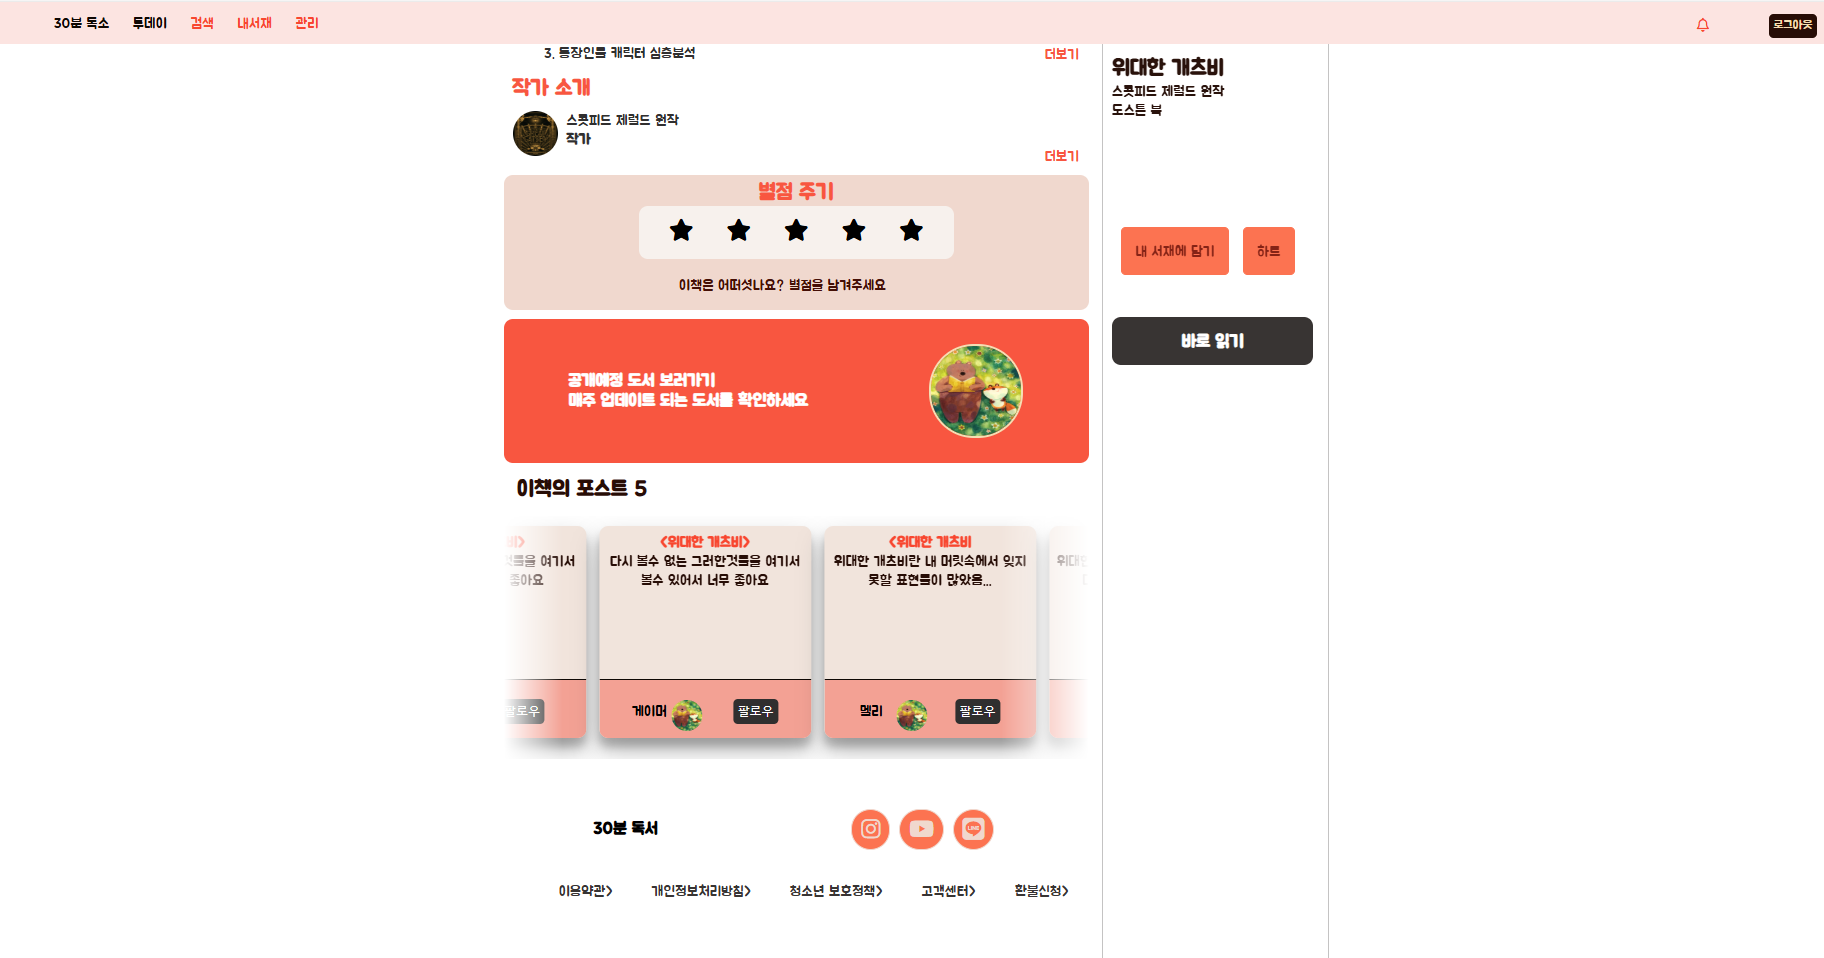 30분 독소 투데이 검색 내서재 관리 로그아웃
3. 등장인물 캐릭터 심층분석 더보기
작가 소개
스콧피드 제럴드 원작
작가
더보기
별점 주기
이책은 어떠셧나요? 별점을 남겨주세요
공개예정 도서 보러가기
매주 업데이트 되는 도서를 확인하세요
이책의 포스트 5
비>
것들을 여기서
좋아요
팔로우
<위대한 개츠비>
다시 볼수 없는 그러한것들을 여기서
볼수 있어서 너무 좋아요
게이머 팔로우
<위대한 개츠비
위대한 개츠비란 내 머릿속에서 잊지
못할 표현들이 많았음...
멜리 팔로우
위대한
30분 독서
LINE
이용약관> 개인정보처리방침> 청소년 보호정책> 고객센터> 환불신청>
위대한 개츠비
스콧피드 제럴드 원작
도스튼 북
내 서재에 담기 하트
바로 읽기